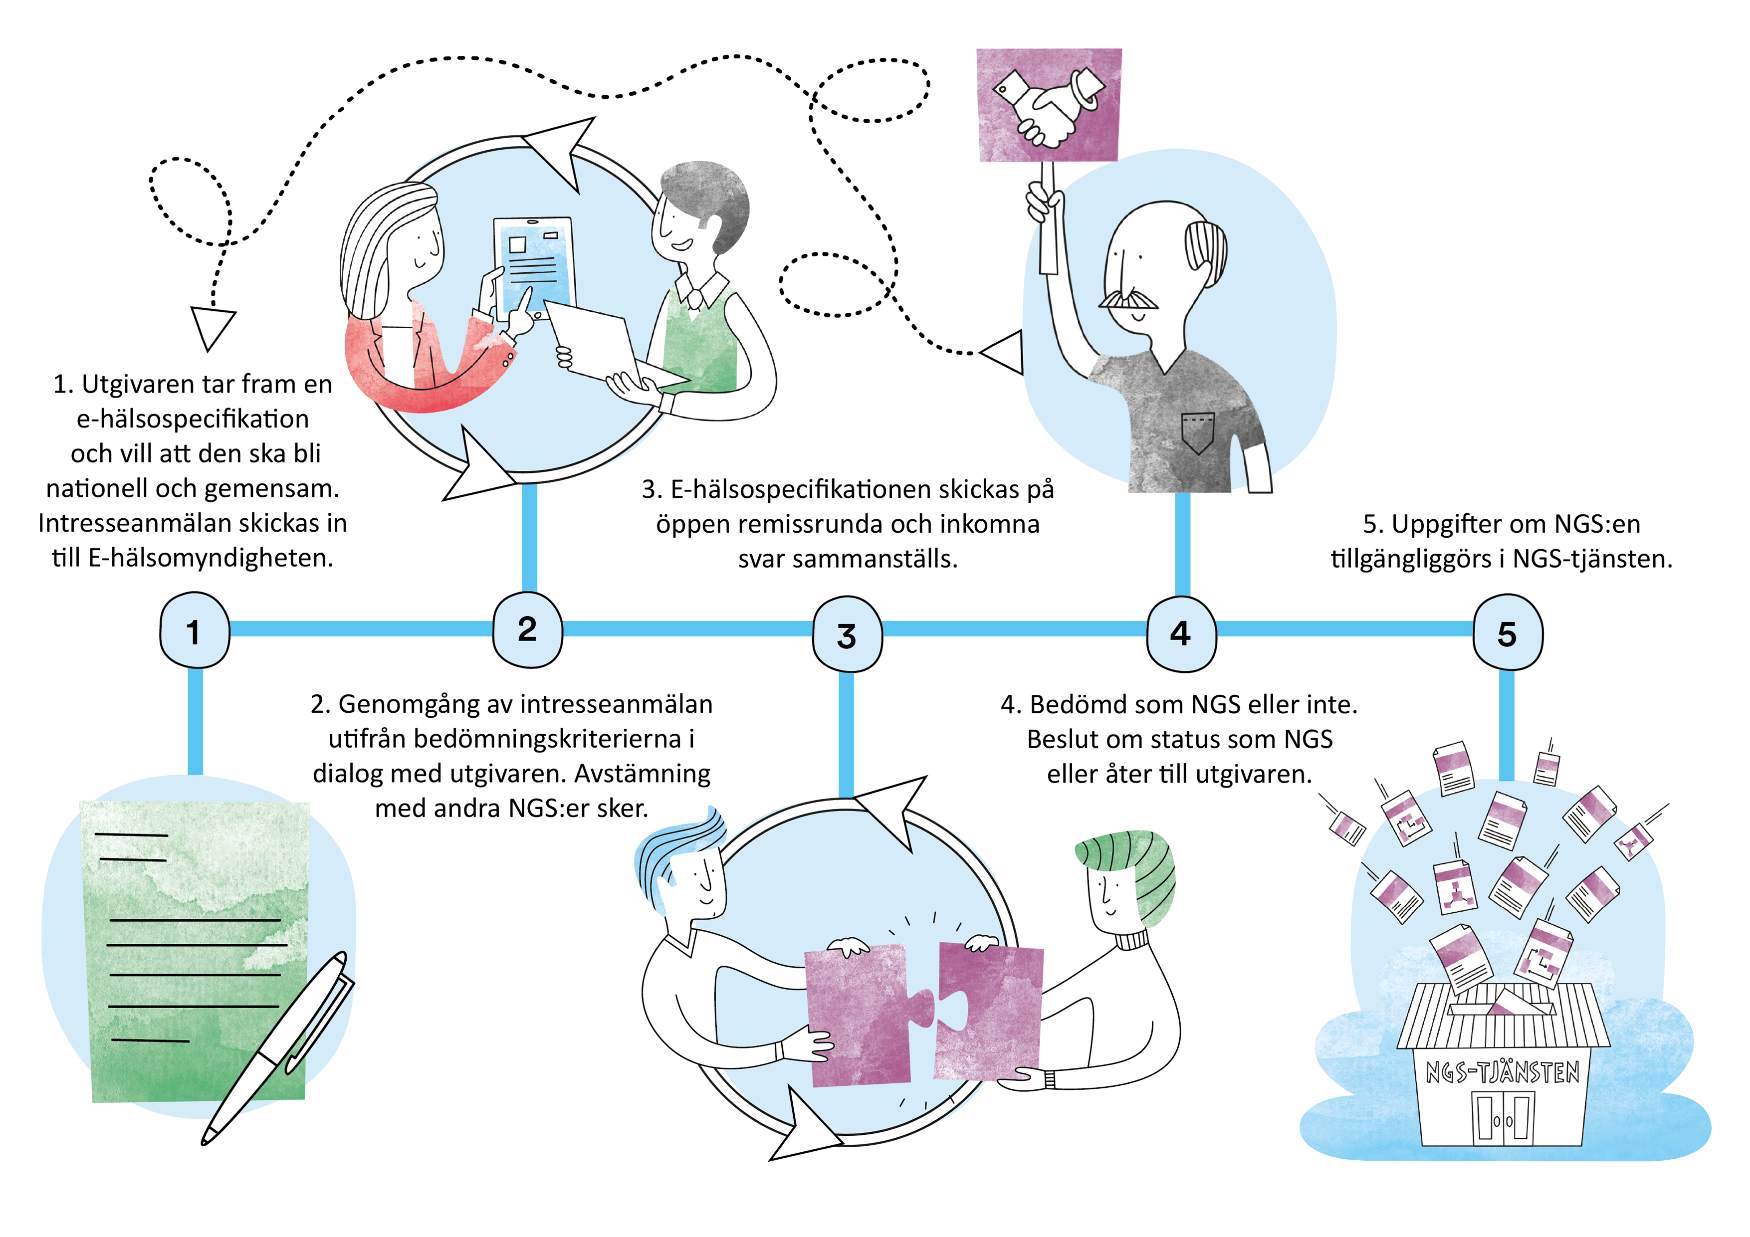 1. Utgivaren tar fram en
e-hälsospecifikation
och vill att den ska bli
nationell och gemensam.
Intresseanmälan skickas in
till E-hälsomyndigheten.
3. E-hälsospecifikationen skickas på
öppen remissrunda och inkomna
svar sammanställs.
5. Uppgifter om NGS:en
tillgängliggörs i NGS-tjänsten.
1
2
3
4
5
2. Genomgång av intresseanmälan
utifrån bedömningskriterierna i
dialog med utgivaren. Avstämning
med andra NGS:er sker.
4. Bedömd som NGS eller inte.
Beslut om status som NGS
eller åter till utgivaren.
NGS-TJÄNSTEN